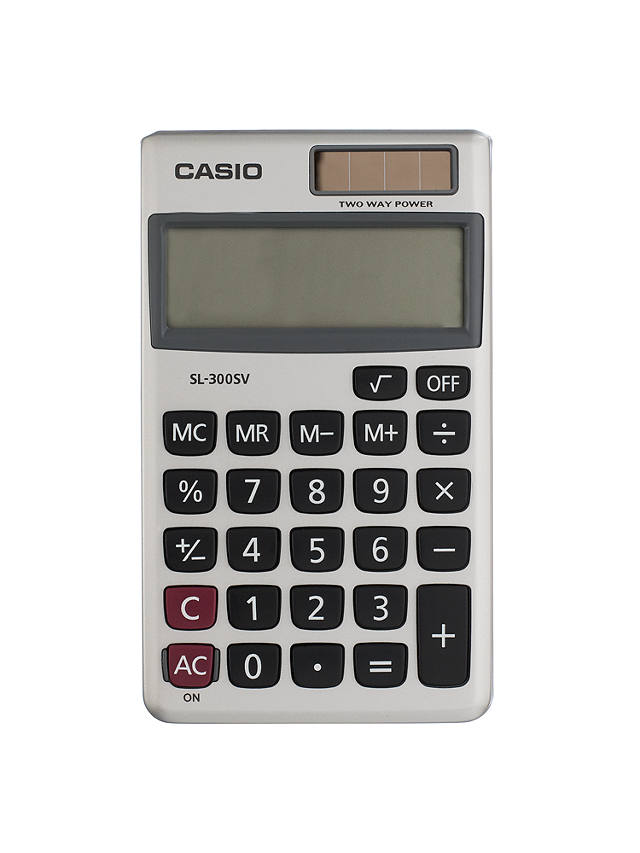 CASIO
TWO WAY POWER
SL-300SV
√ OFF
MC MR M− M+ ÷
% 7 8 9 ×
+/− 4 5 6 −
C 1 2 3
+
AC 0 . =
ON